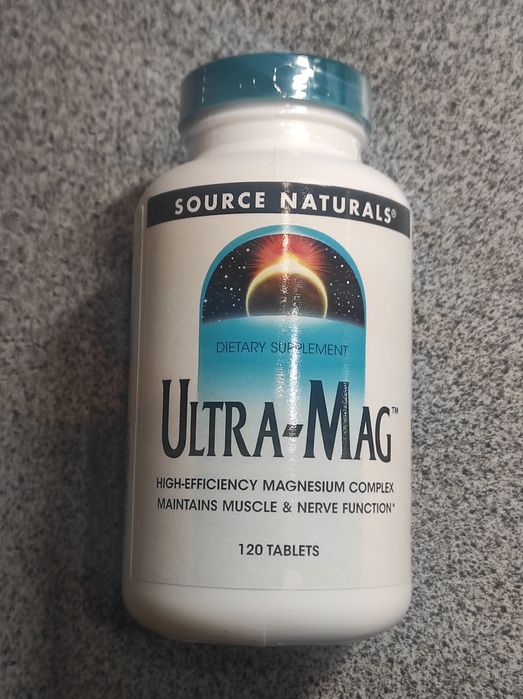 SOURCE NATURALS®
DIETARY SUPPLEMENT
ULTRA-MAG™
HIGH-EFFICIENCY MAGNESIUM COMPLEX
MAINTAINS MUSCLE & NERVE FUNCTION*
120 TABLETS